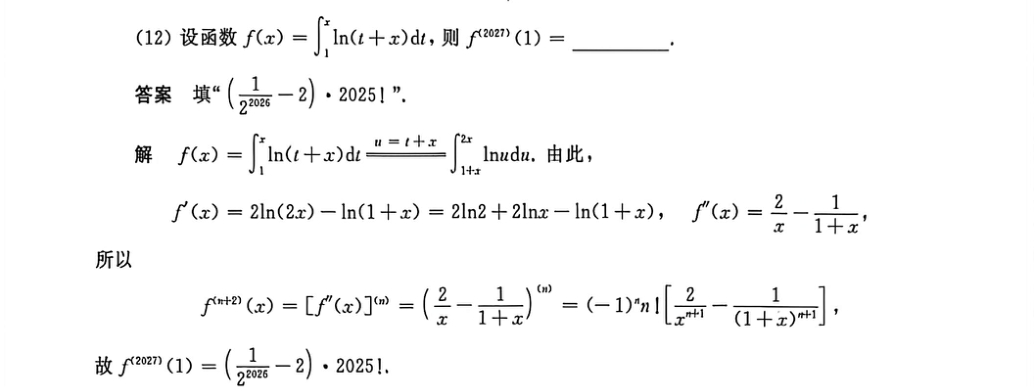 (12) 设函数 f(x) = ∫₁ˣ ln(t+x)dt, 则 f⁽²⁰²⁷⁾(1) = ________.
答案 填“(1/2²⁰²⁶ − 2) · 2025!”.
解 f(x) = ∫₁ˣ ln(t+x)dt ══(u = t+x)══ ∫₁₊ₓ²ˣ lnudu. 由此,
f′(x) = 2ln(2x) − ln(1+x) = 2ln2 + 2lnx − ln(1+x), f″(x) = 2/x − 1/(1+x),
所以
f⁽ⁿ⁺²⁾(x) = [f″(x)]⁽ⁿ⁾ = (2/x − 1/(1+x))⁽ⁿ⁾ = (−1)ⁿn![2/xⁿ⁺¹ − 1/(1+x)ⁿ⁺¹],
故 f⁽²⁰²⁷⁾(1) = (1/2²⁰²⁶ − 2) · 2025!.